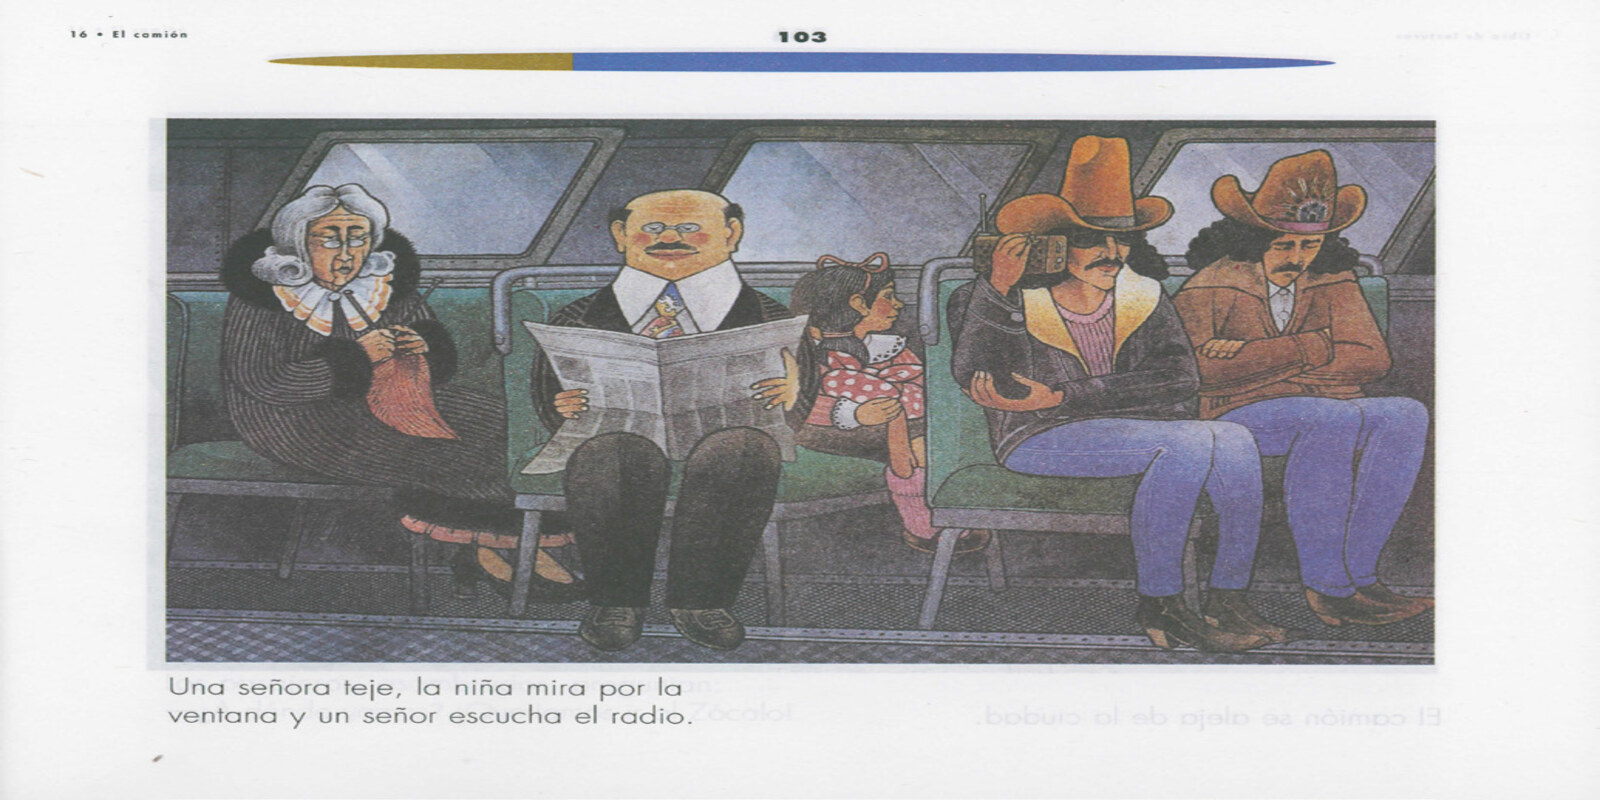 16 • El camión
103
Una señora teje, la niña mira por la
ventana y un señor escucha el radio.